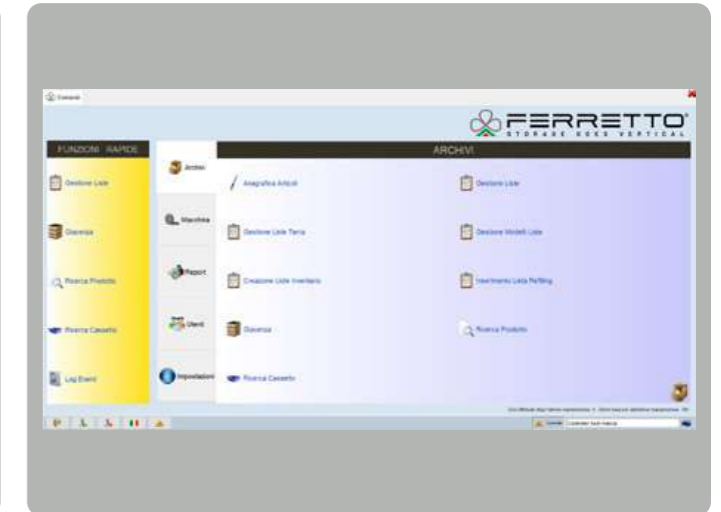 FERRETTO
STORAGE GOES VERTICAL
FUNZIONI RAPIDE
Gestione Liste
Giacenza
Ricerca Prodotto
Ricerca Cassetto
Log Eventi
Archivi
Macchina
Report
Utenti
Impostazioni
ARCHIVI
Anagrafica Articoli
Gestione Liste
Gestione Liste Terra
Gestione Modelli Liste
Creazione Liste Inventario
Inserimento Lista Refilling
Giacenza
Ricerca Prodotto
Ricerca Cassetto